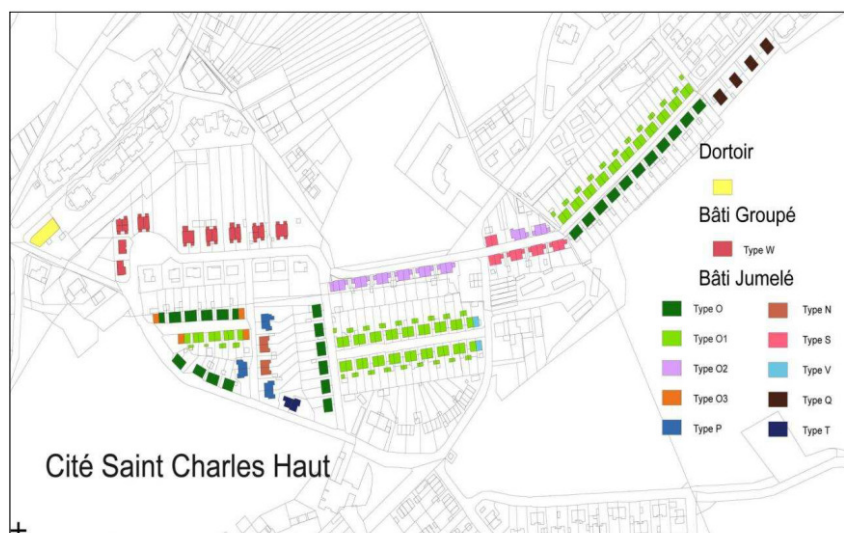 Dortoir
Bâti Groupé
Type W
Bâti Jumelé
Type O
Type N
Type O1
Type S
Type O2
Type V
Type O3
Type Q
Type P
Type T
Cité Saint Charles Haut